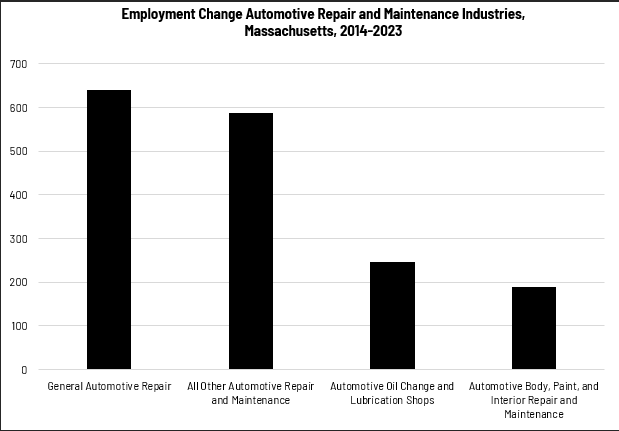 Employment Change Automotive Repair and Maintenance Industries,
Massachusetts, 2014-2023
700
600
500
400
300
200
100
0
General Automotive Repair
All Other Automotive Repair
and Maintenance
Automotive Oil Change and
Lubrication Shops
Automotive Body, Paint, and
Interior Repair and
Maintenance